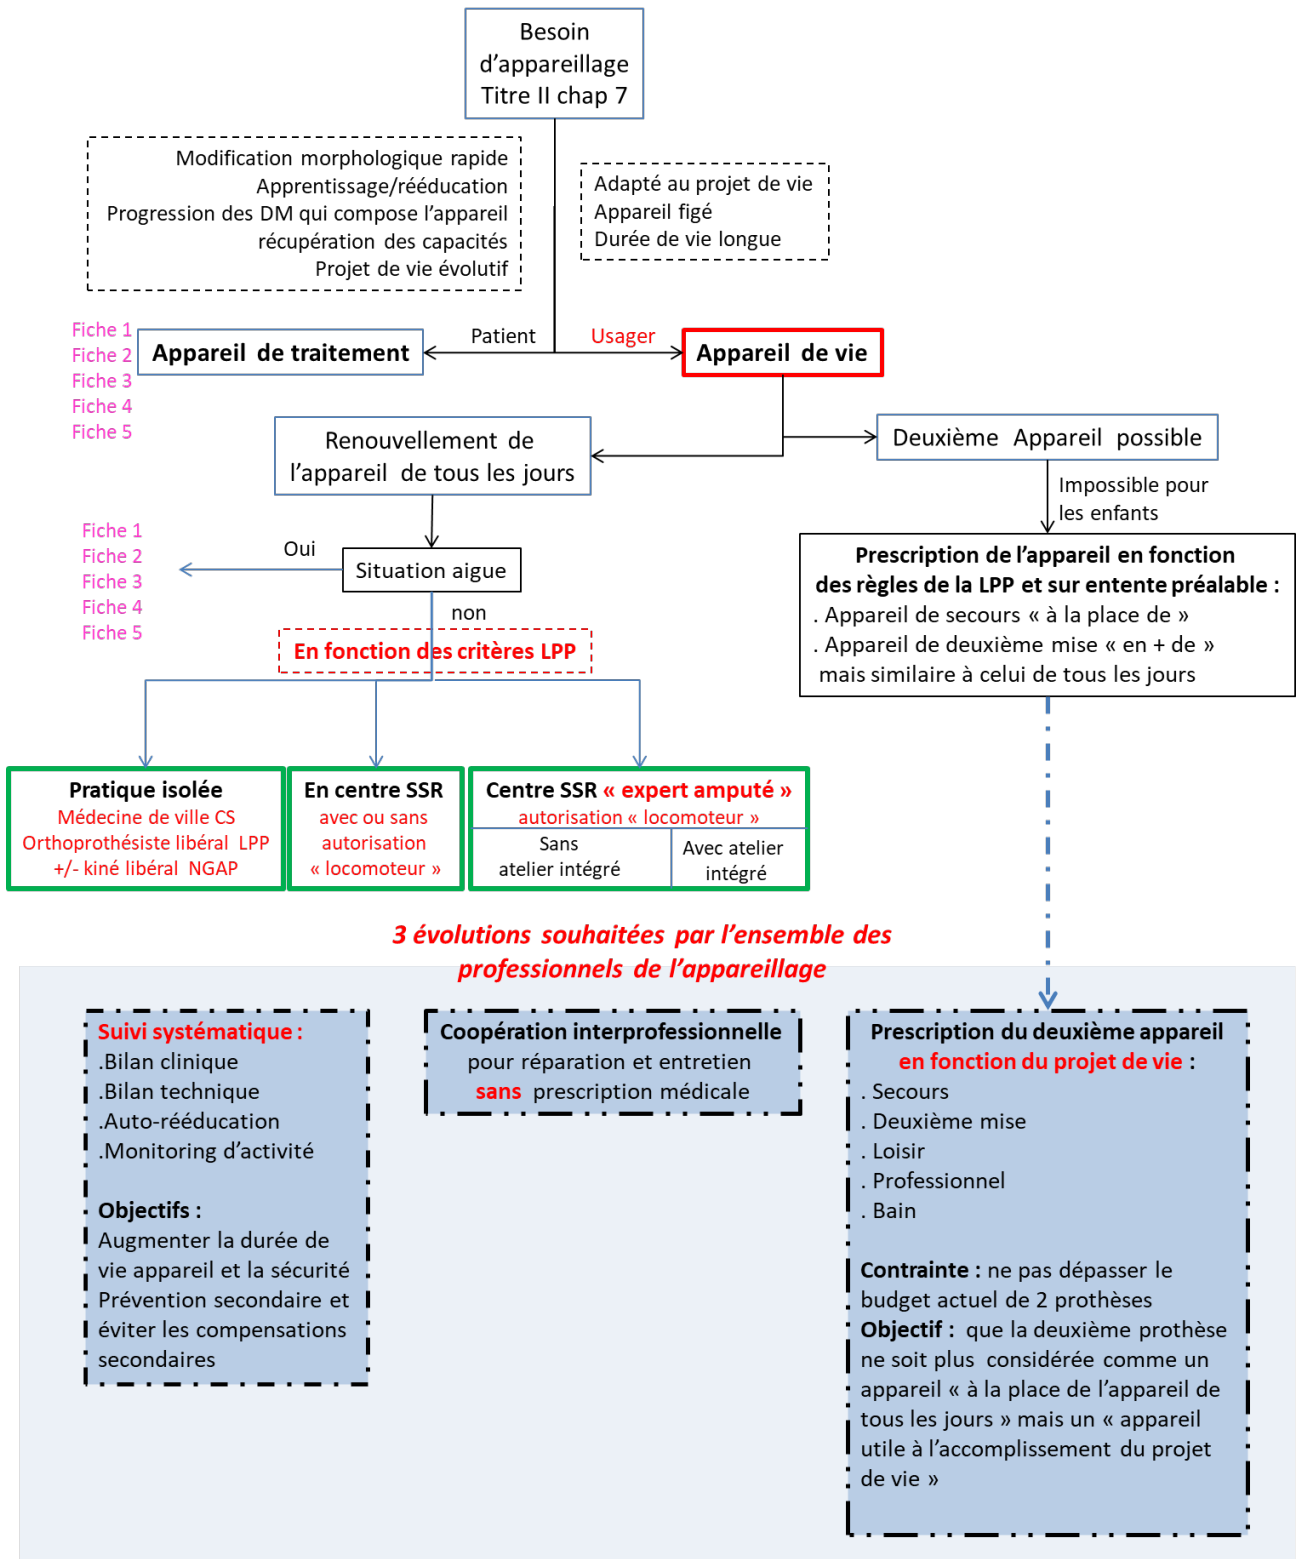 Besoin
d’appareillage
Titre II chap 7
Modification morphologique rapide
Apprentissage/rééducation
Progression des DM qui compose l’appareil
récupération des capacités
Projet de vie évolutif
Adapté au projet de vie
Appareil figé
Durée de vie longue
Fiche 1
Fiche 2
Fiche 3
Fiche 4
Fiche 5
Appareil de traitement
Patient
Usager
Appareil de vie
Renouvellement de
l’appareil de tous les jours
Deuxième Appareil possible
Impossible pour
les enfants
Fiche 1
Fiche 2
Fiche 3
Fiche 4
Fiche 5
Oui
Situation aigue
non
En fonction des critères LPP
Prescription de l’appareil en fonction
des règles de la LPP et sur entente préalable :
. Appareil de secours « à la place de »
. Appareil de deuxième mise « en + de »
mais similaire à celui de tous les jours
Pratique isolée
Médecine de ville CS
Orthoprothésiste libéral LPP
+/- kiné libéral NGAP
En centre SSR
avec ou sans
autorisation
« locomoteur »
Centre SSR « expert amputé »
autorisation « locomoteur »
Sans
atelier intégré
Avec atelier
intégré
3 évolutions souhaitées par l’ensemble des
professionnels de l’appareillage
Suivi systématique :
.Bilan clinique
.Bilan technique
.Auto-rééducation
.Monitoring d’activité
Objectifs :
Augmenter la durée de
vie appareil et la sécurité
Prévention secondaire et
éviter les compensations
secondaires
Coopération interprofessionnelle
pour réparation et entretien
sans prescription médicale
Prescription du deuxième appareil
en fonction du projet de vie :
. Secours
. Deuxième mise
. Loisir
. Professionnel
. Bain
Contrainte : ne pas dépasser le
budget actuel de 2 prothèses
Objectif : que la deuxième prothèse
ne soit plus considérée comme un
appareil « à la place de l’appareil de
tous les jours » mais un « appareil
utile à l’accomplissement du projet
de vie »